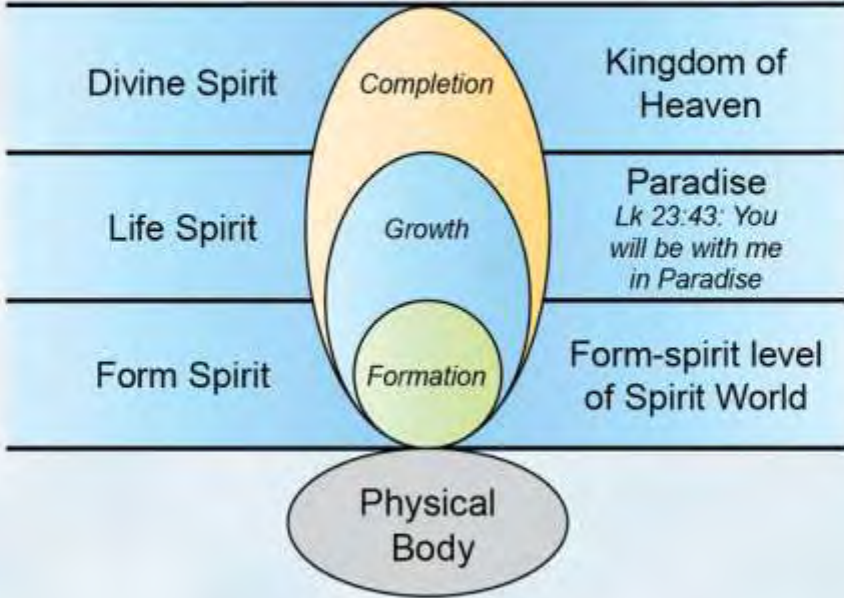 Divine Spirit
Completion
Kingdom of
Heaven
Life Spirit
Growth
Paradise
Lk 23:43: You
will be with me
in Paradise
Form Spirit
Formation
Form-spirit level
of Spirit World
Physical
Body